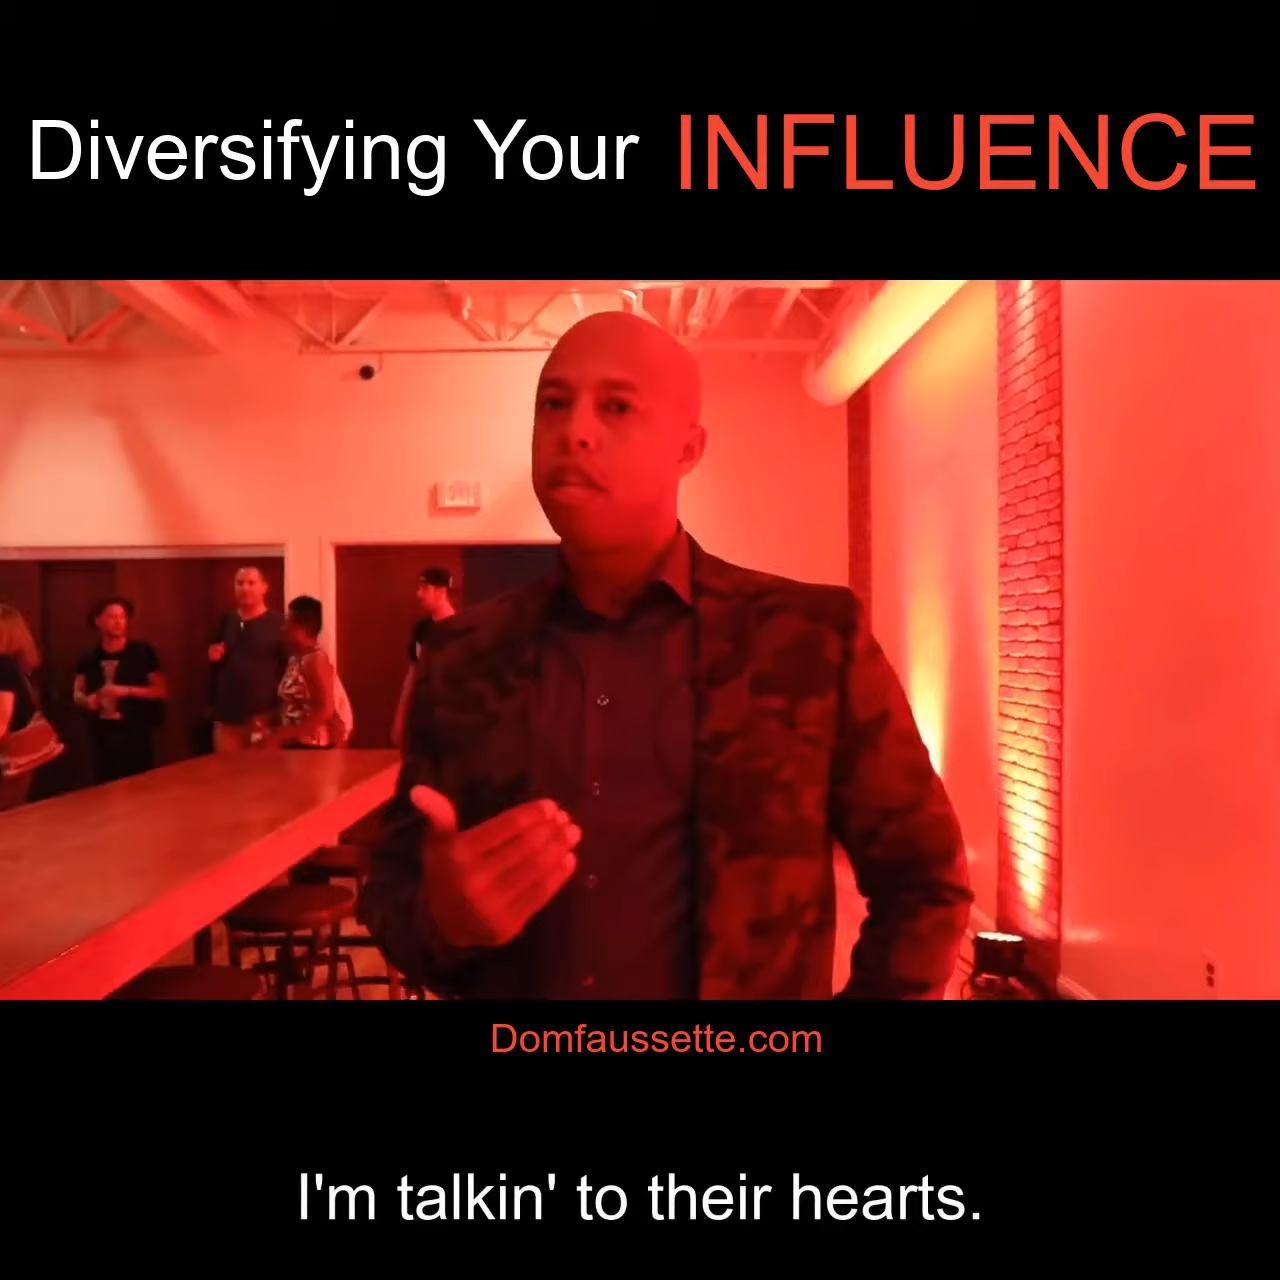 Diversifying Your INFLUENCE
Domfaussette.com
I'm talkin' to their hearts.